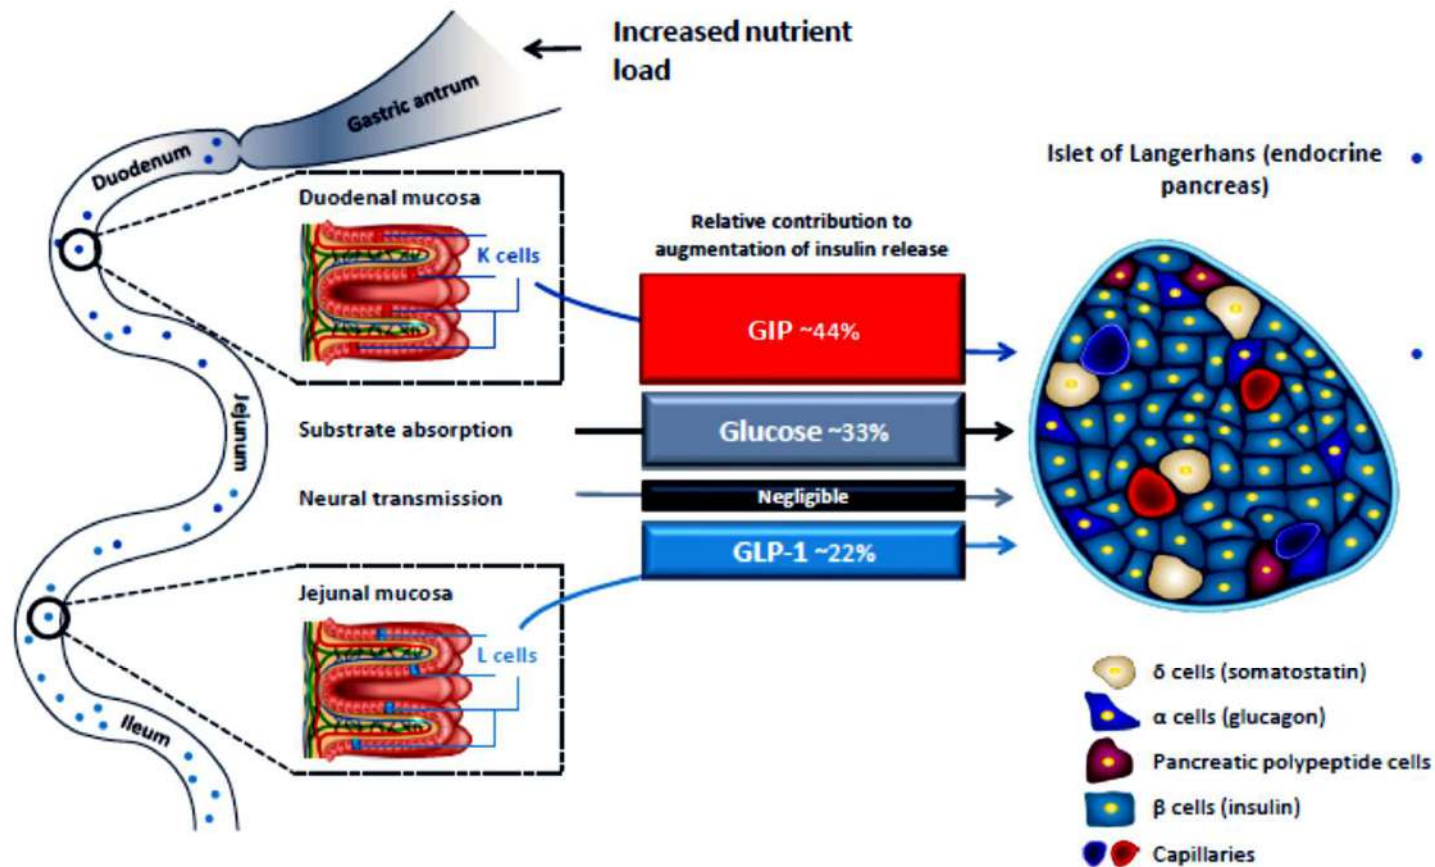 Increased nutrient
load
Gastric antrum
Duodenum
Islet of Langerhans (endocrine
pancreas)
Duodenal mucosa
K cells
Relative contribution to
augmentation of insulin release
GIP ~44%
Jejunum
Substrate absorption
Glucose ~33%
Neural transmission
Negligible
GLP-1 ~22%
Jejunal mucosa
L cells
Ileum
δ cells (somatostatin)
α cells (glucagon)
Pancreatic polypeptide cells
β cells (insulin)
Capillaries